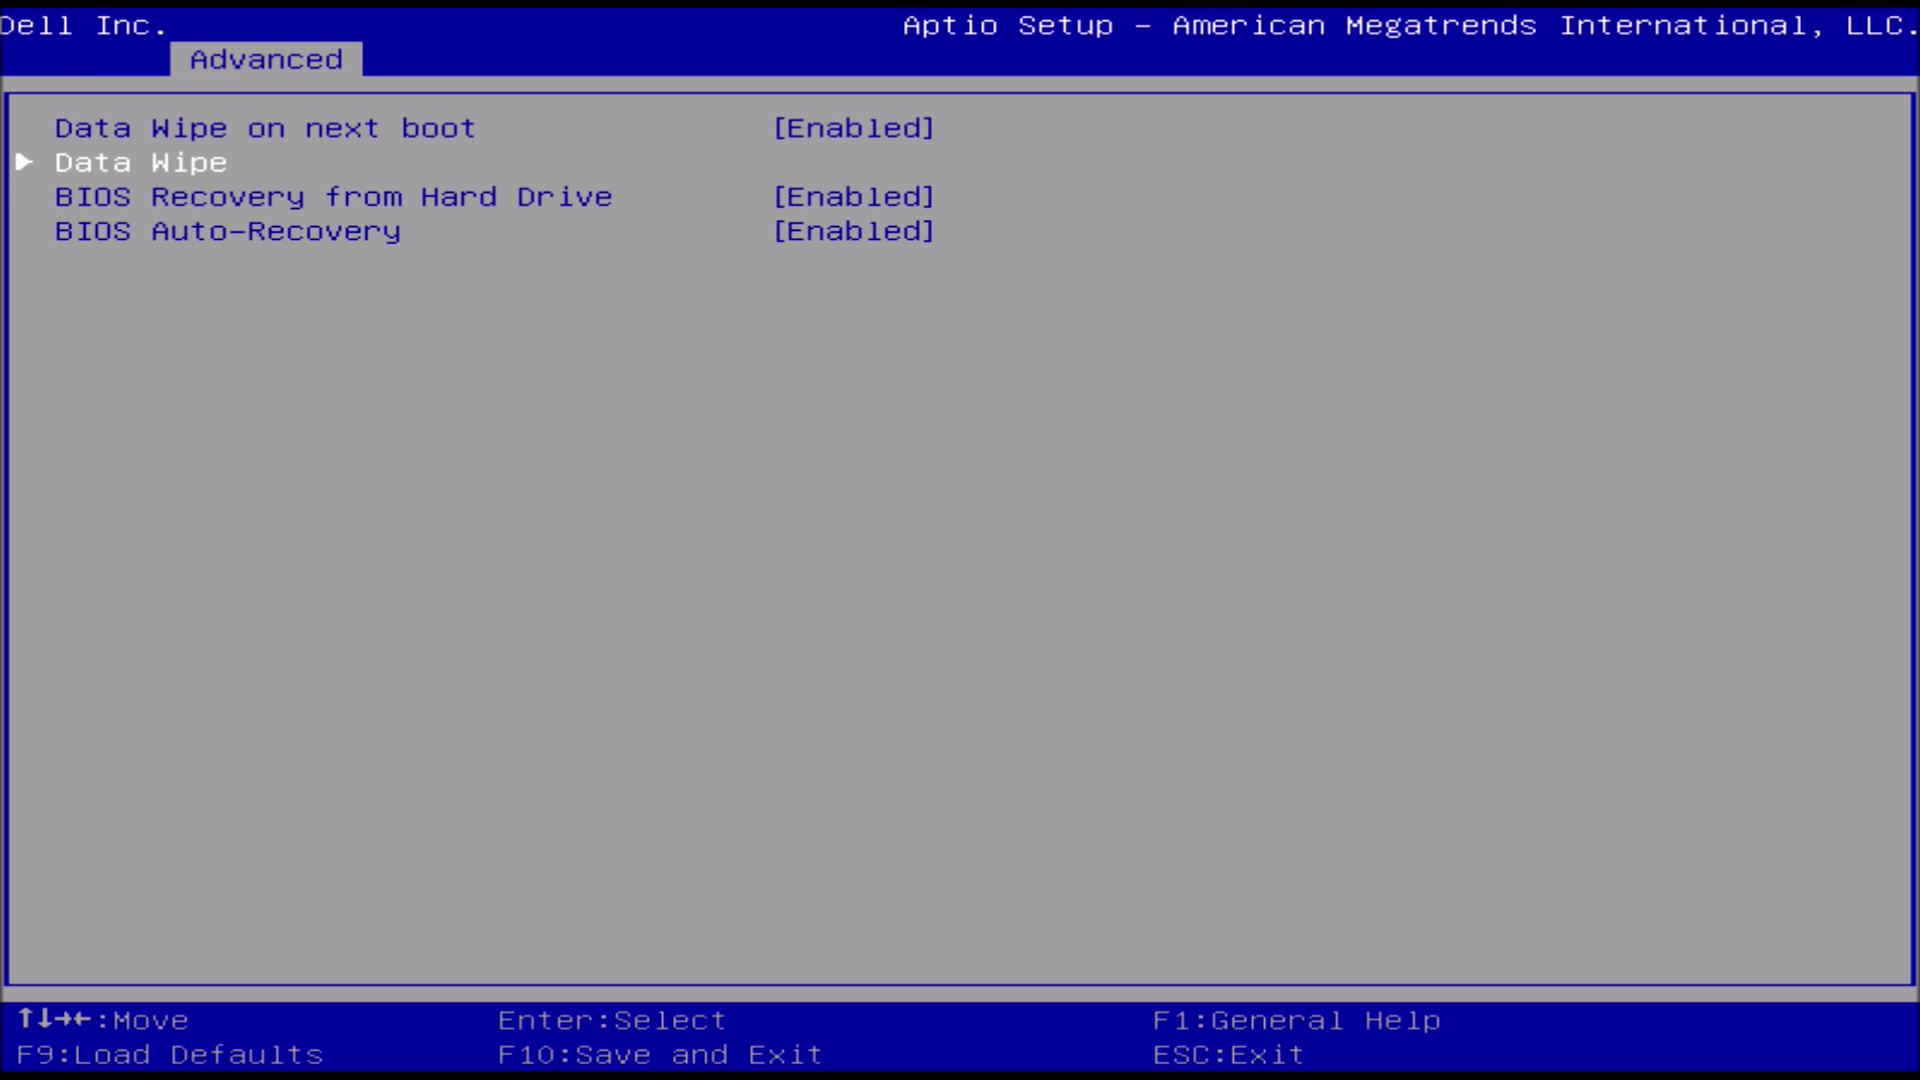 Dell Inc. Aptio Setup – American Megatrends International, LLC.
Advanced
Data Wipe on next boot [Enabled]
▶ Data Wipe
BIOS Recovery from Hard Drive [Enabled]
BIOS Auto-Recovery [Enabled]
↑↓→←:Move Enter:Select F1:General Help
F9:Load Defaults F10:Save and Exit ESC:Exit